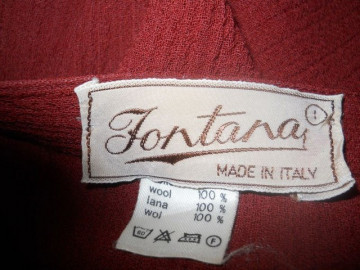 Fontana
MADE IN ITALY
wool 100 %
lana 100 %
wol 100 %